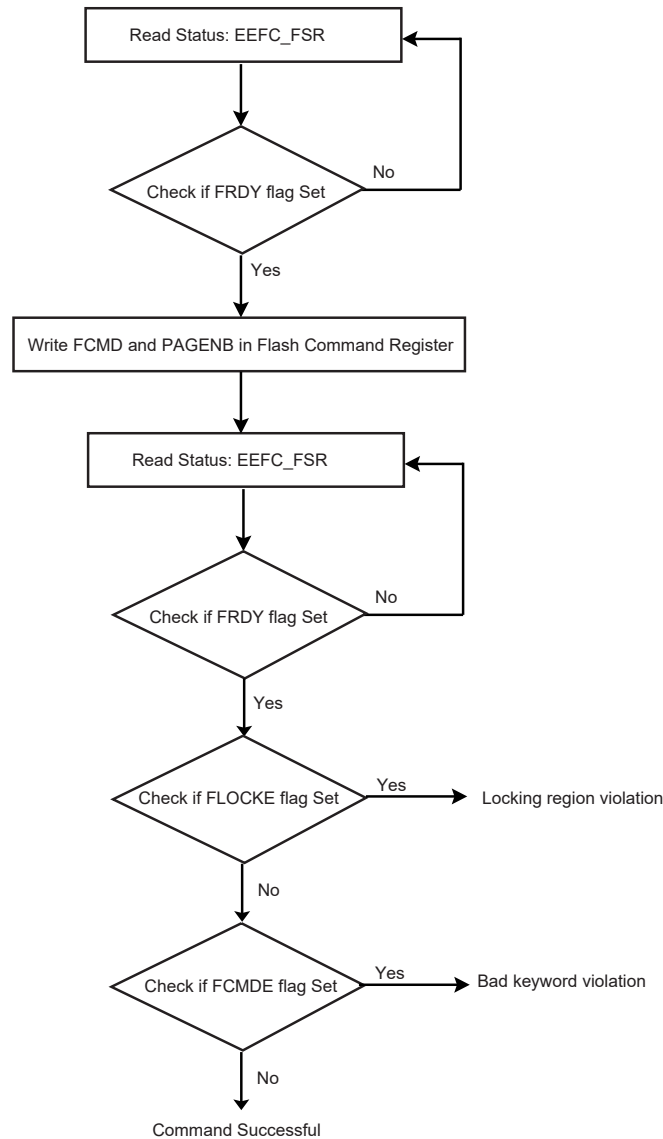 Read Status: EEFC_FSR
No
Check if FRDY flag Set
Yes
Write FCMD and PAGENB in Flash Command Register
Read Status: EEFC_FSR
No
Check if FRDY flag Set
Yes
Check if FLOCKE flag Set
Yes
Locking region violation
No
Check if FCMDE flag Set
Yes
Bad keyword violation
No
Command Successful